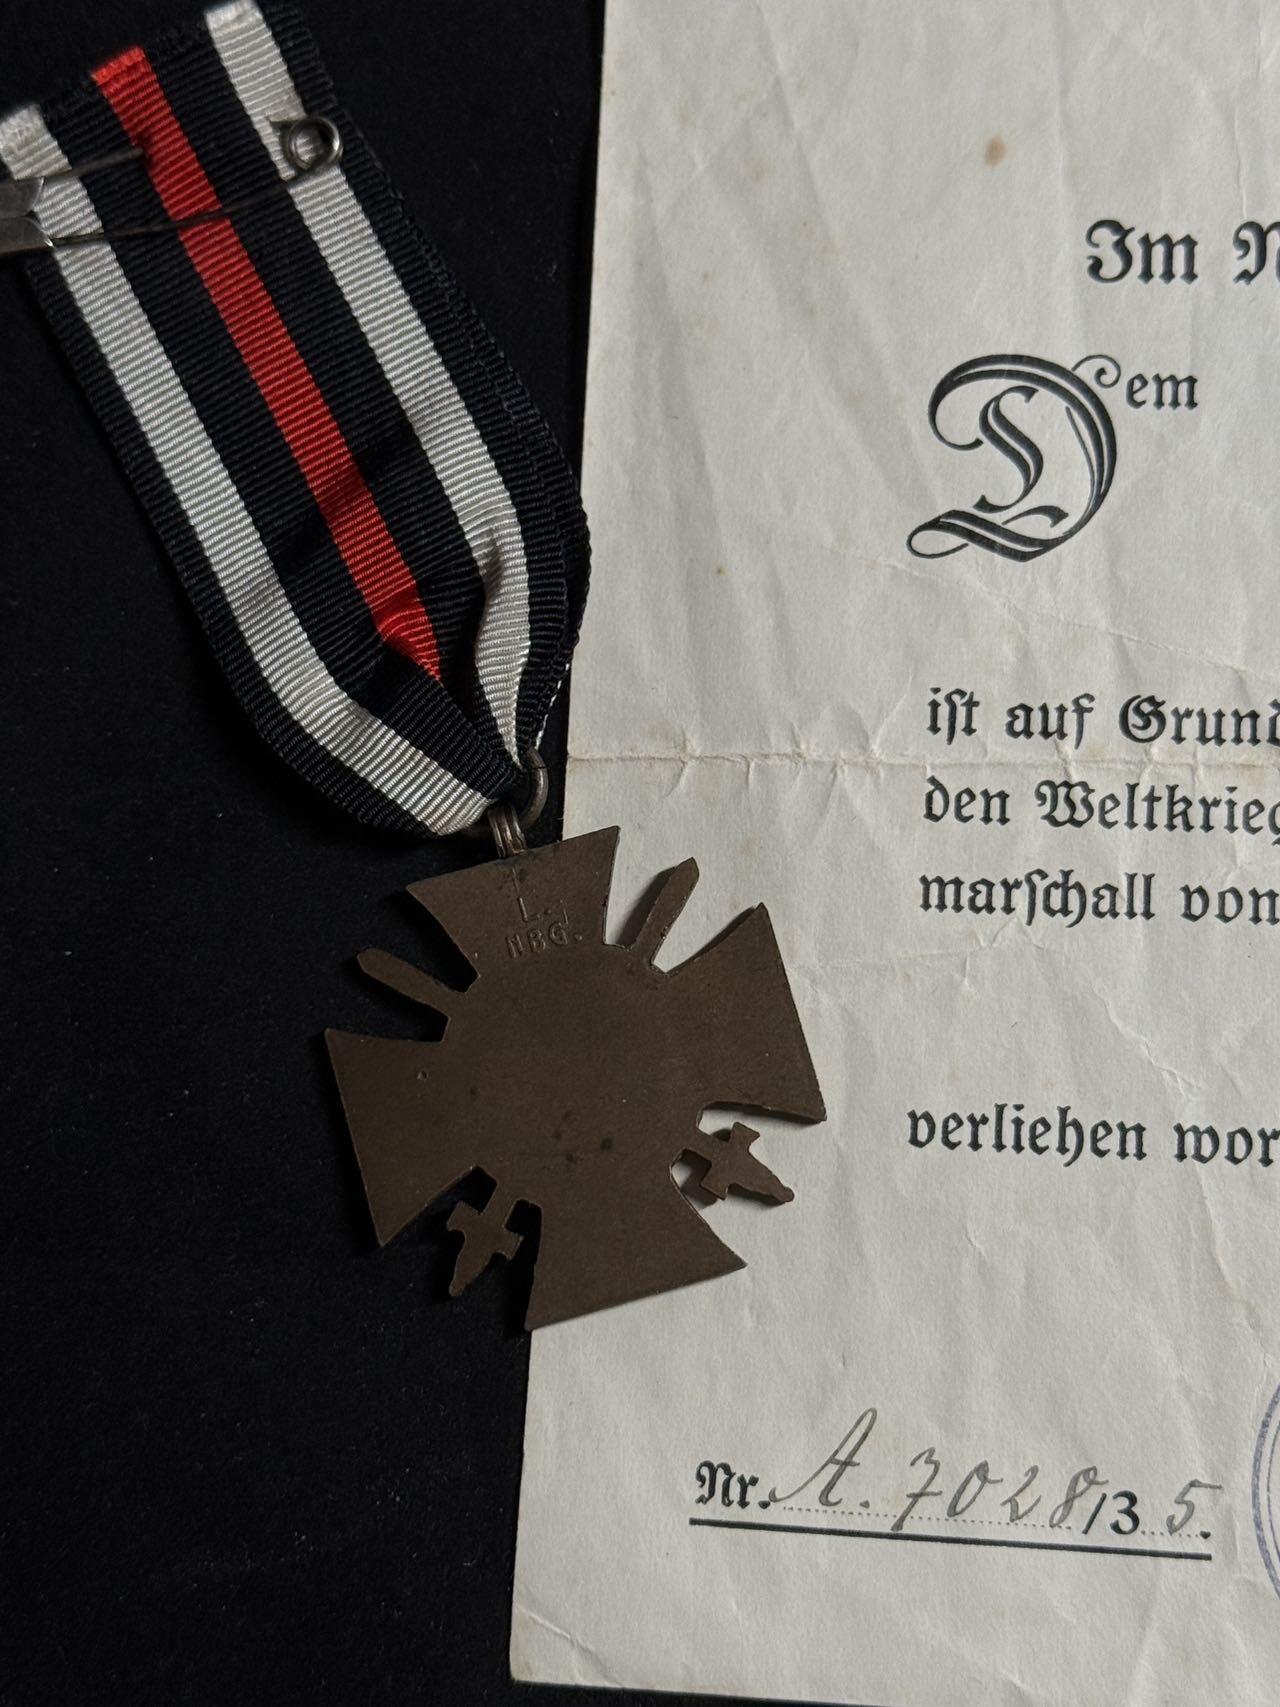 L.
NBG.
Im
Dem
ist auf Grund
den Weltkrieg
marschall von
verliehen wor
Nr. A. 7028/35.